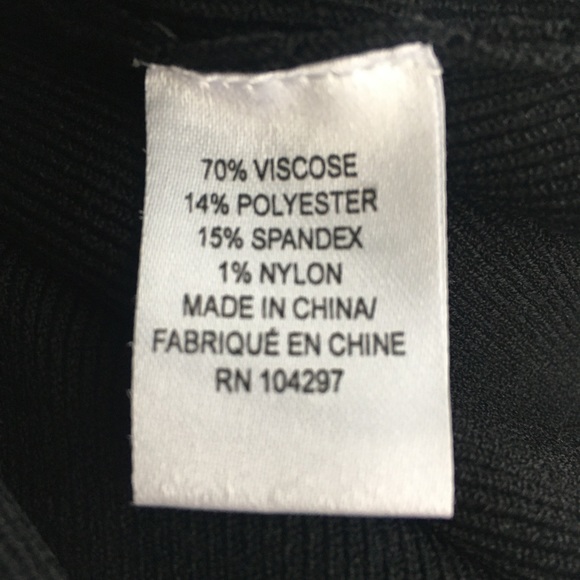 70% VISCOSE
14% POLYESTER
15% SPANDEX
1% NYLON
MADE IN CHINA/
FABRIQUÉ EN CHINE
RN 104297